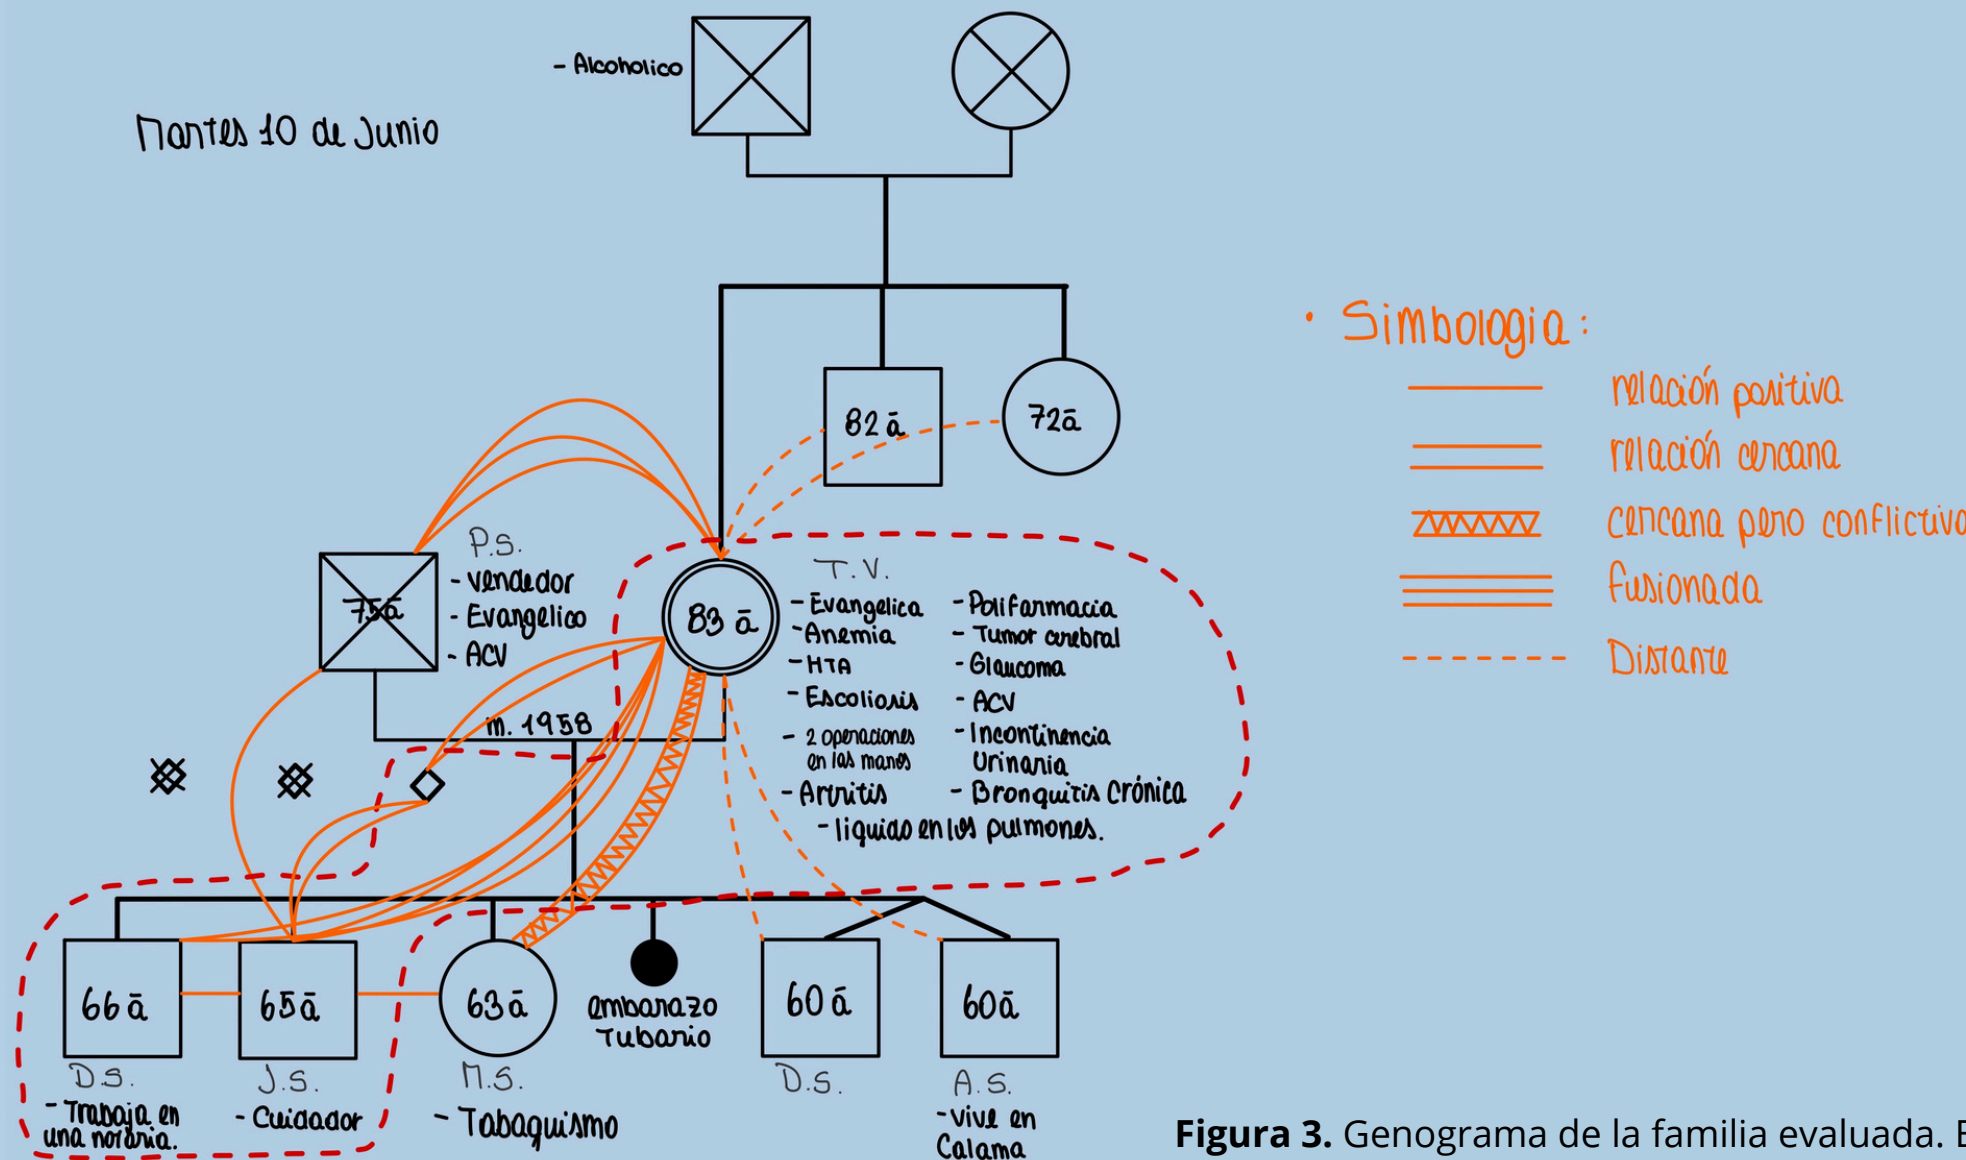 - Alcoholico
Martes 10 de Junio
82 ā
72ā
• Simbologia:
relación positiva
relación cercana
cercana pero conflictiva
fusionada
Distante
P.S.
- vendedor
- Evangelico
- ACV
75ā
83 ā
T.V.
- Evangelica
- Anemia
- HTA
- Escoliosis
- 2 operaciones
en las manos
- Artritis
- Polifarmacia
- Tumor cerebral
- Glaucoma
- ACV
- Incontinencia
Urinaria
- Bronquitis Crónica
- liquido en los pulmones.
m. 1958
66 ā
65ā
63 ā
embarazo
Tubario
60 ā
60ā
D.S.
- Trabaja en
una notaria.
J.S.
- Cuidador
M.S.
- Tabaquismo
D.S.
A.S.
- vive en
Calama
Figura 3. Genograma de la familia evaluada. E